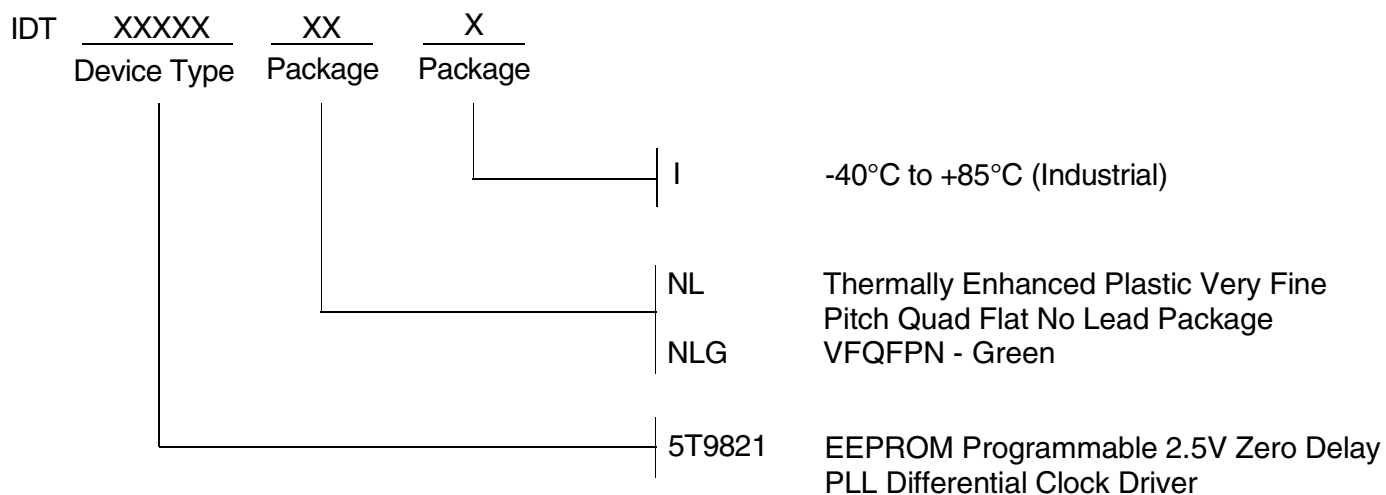 IDT XXXXX XX X
Device Type Package Package
I -40°C to +85°C (Industrial)
NL Thermally Enhanced Plastic Very Fine
Pitch Quad Flat No Lead Package
NLG VFQFPN - Green
5T9821 EEPROM Programmable 2.5V Zero Delay
PLL Differential Clock Driver